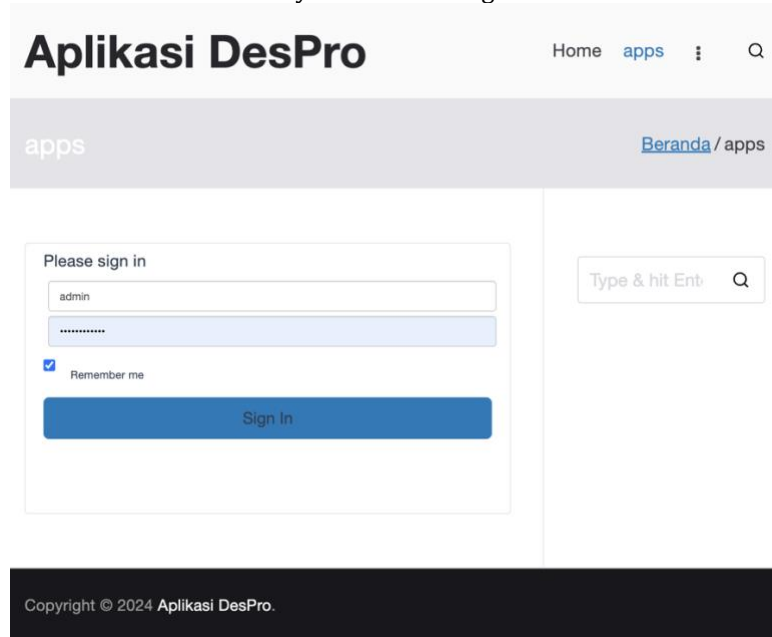 Aplikasi DesPro
Home apps
apps
Beranda / apps
Please sign in
admin
••••••••••••
Remember me
Sign In
Type & hit Ent
Copyright © 2024 Aplikasi DesPro.